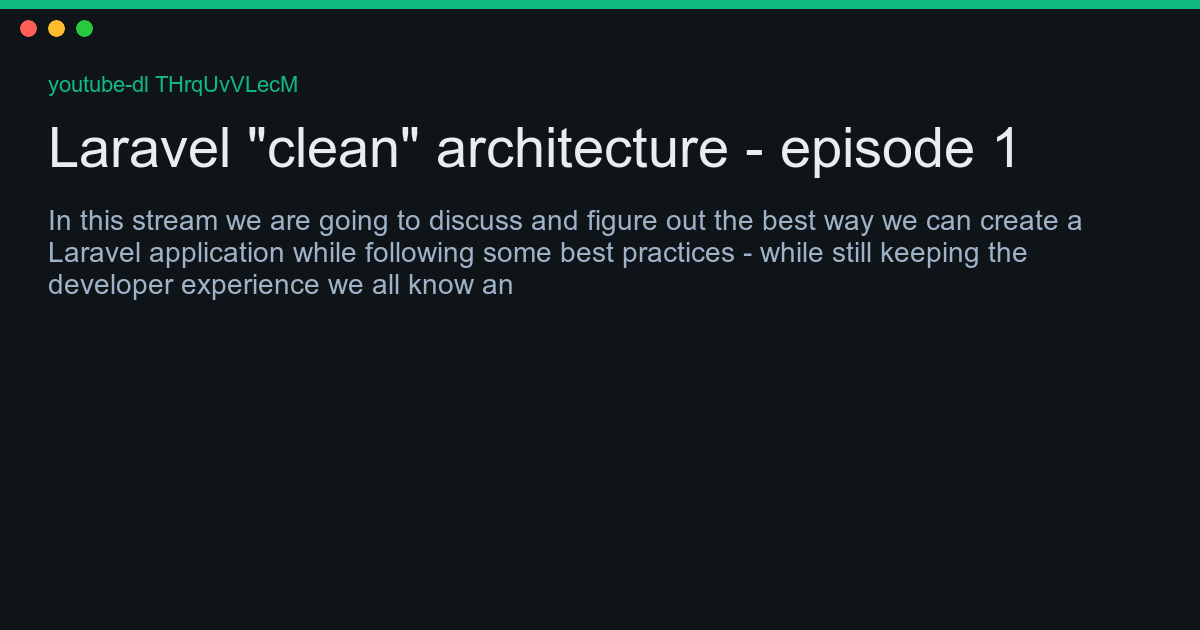 youtube-dl THrqUvVLecM
Laravel "clean" architecture - episode 1
In this stream we are going to discuss and figure out the best way we can create a
Laravel application while following some best practices - while still keeping the
developer experience we all know an